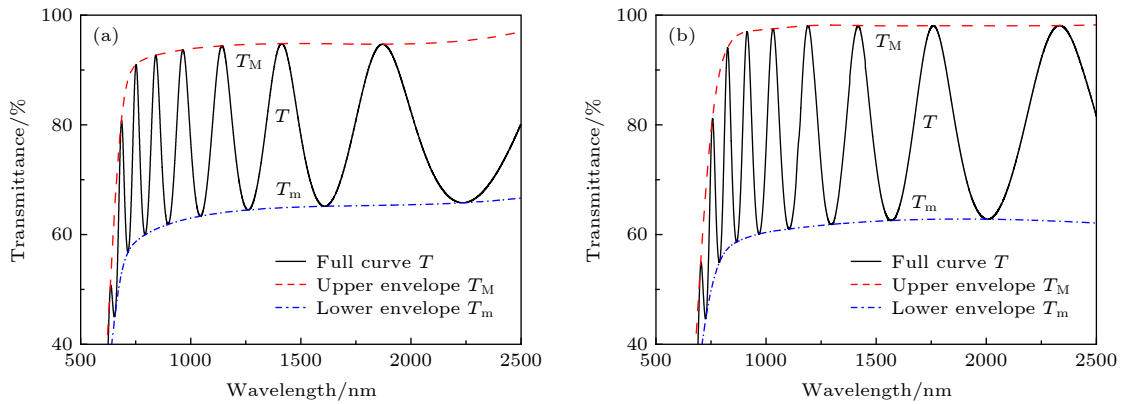 (a)
T_M
T
T_m
Full curve T
Upper envelope T_M
Lower envelope T_m
100
80
60
40
500
1000
1500
2000
2500
Transmittance/%
Wavelength/nm
(b)
T_M
T
T_m
Full curve T
Upper envelope T_M
Lower envelope T_m
100
80
60
40
500
1000
1500
2000
2500
Transmittance/%
Wavelength/nm